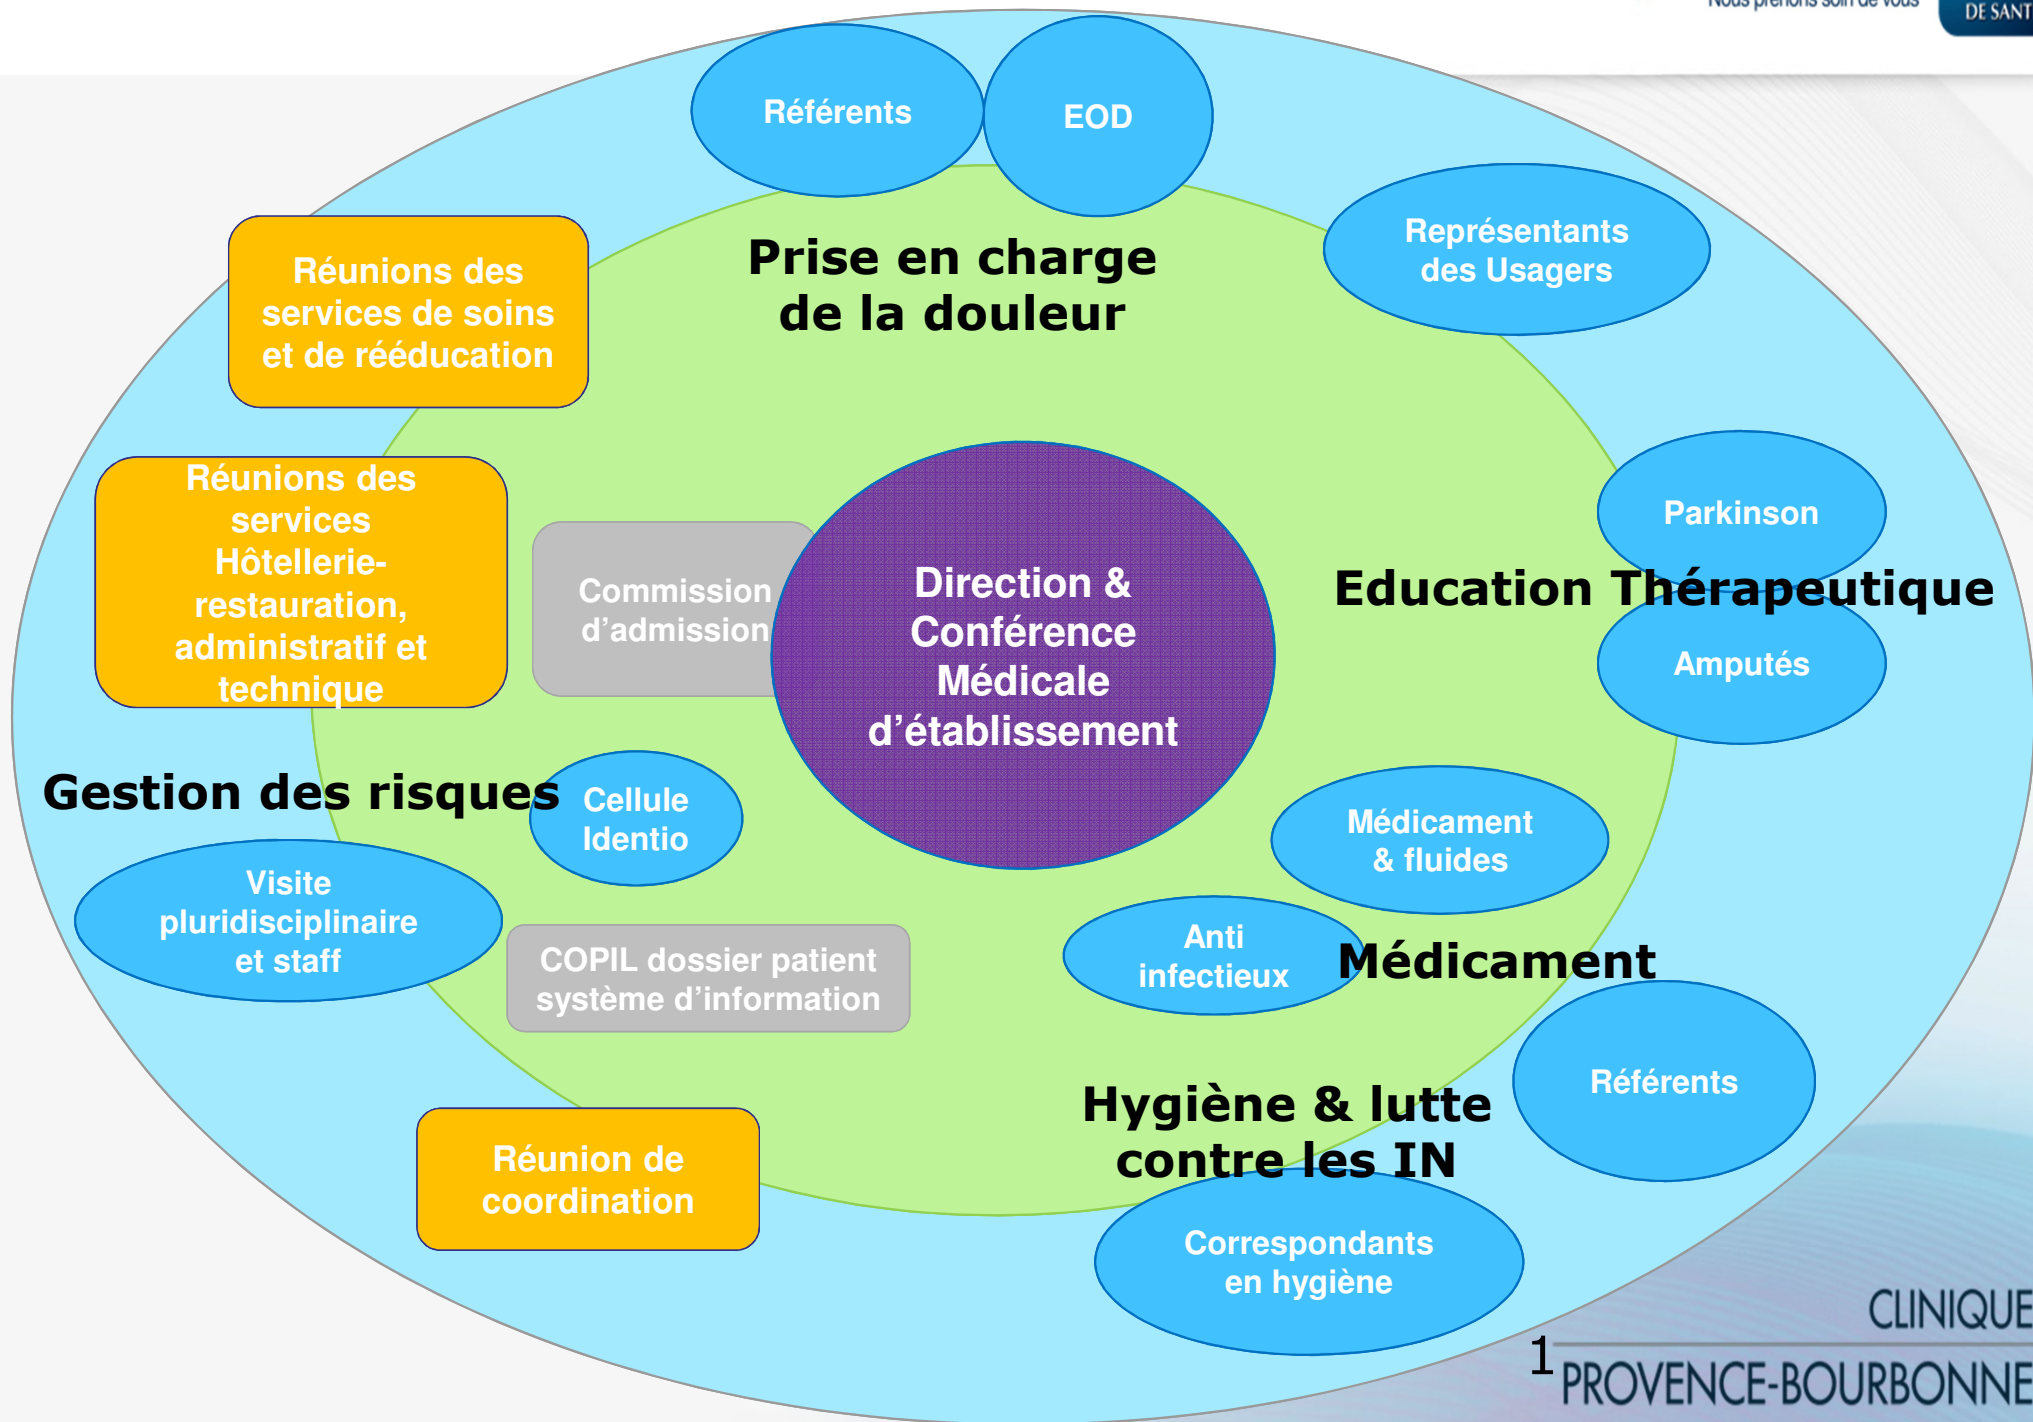 Nous prenons soin de vous
DE SANT
Référents
EOD
Représentants
des Usagers
Prise en charge
de la douleur
Réunions des
services de soins
et de rééducation
Réunions des
services
Hôtellerie-
restauration,
administratif et
technique
Commission
d’admission
Direction &
Conférence
Médicale
d’établissement
Parkinson
Education Thérapeutique
Amputés
Gestion des risques
Cellule
Identio
Médicament
& fluides
Visite
pluridisciplinaire
et staff
COPIL dossier patient
système d’information
Anti
infectieux
Médicament
Référents
Hygiène & lutte
contre les IN
Réunion de
coordination
Correspondants
en hygiène
CLINIQUE
1
PROVENCE-BOURBONNE